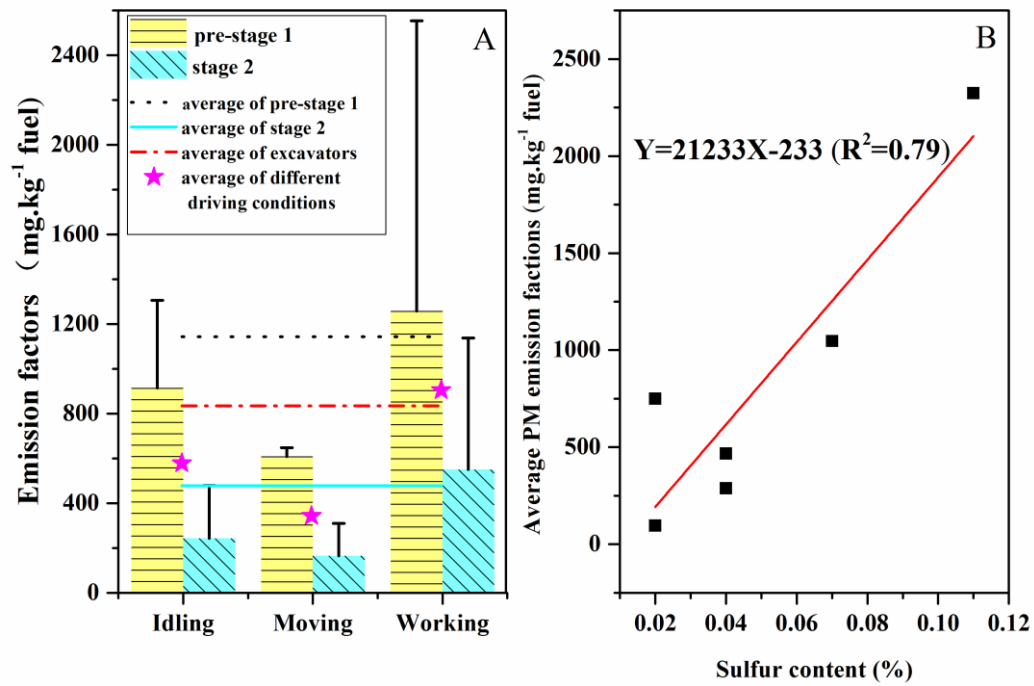 A
pre-stage 1
stage 2
average of pre-stage 1
average of stage 2
average of excavators
average of different
driving conditions
Emission factors （mg.kg⁻¹ fuel)
2400
2000
1600
1200
800
400
0
Idling
Moving
Working
B
Y=21233X-233 (R²=0.79)
Average PM emission factions (mg.kg⁻¹ fuel)
2500
2000
1500
1000
500
0
0.02
0.04
0.06
0.08
0.10
0.12
Sulfur content (%)